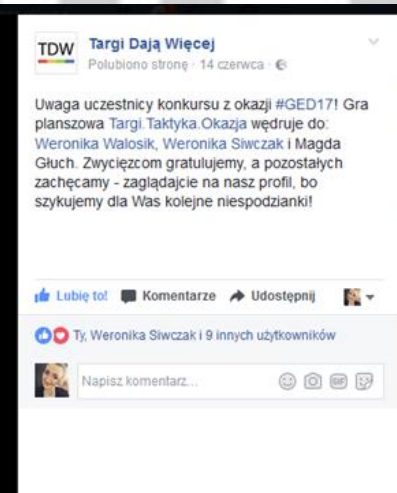 TDW
Targi Dają Więcej
Polubiono stronę · 14 czerwca ·
Uwaga uczestnicy konkursu z okazji #GED17! Gra
planszowa Targi.Taktyka.Okazja wędruje do:
Weronika Walosik, Weronika Siwczak i Magda
Głuch. Zwycięzcom gratulujemy, a pozostałych
zachęcamy - zaglądajcie na nasz profil, bo
szykujemy dla Was kolejne niespodzianki!
Lubię to! Komentarze Udostępnij
Ty, Weronika Siwczak i 9 innych użytkowników
Napisz komentarz... GIF